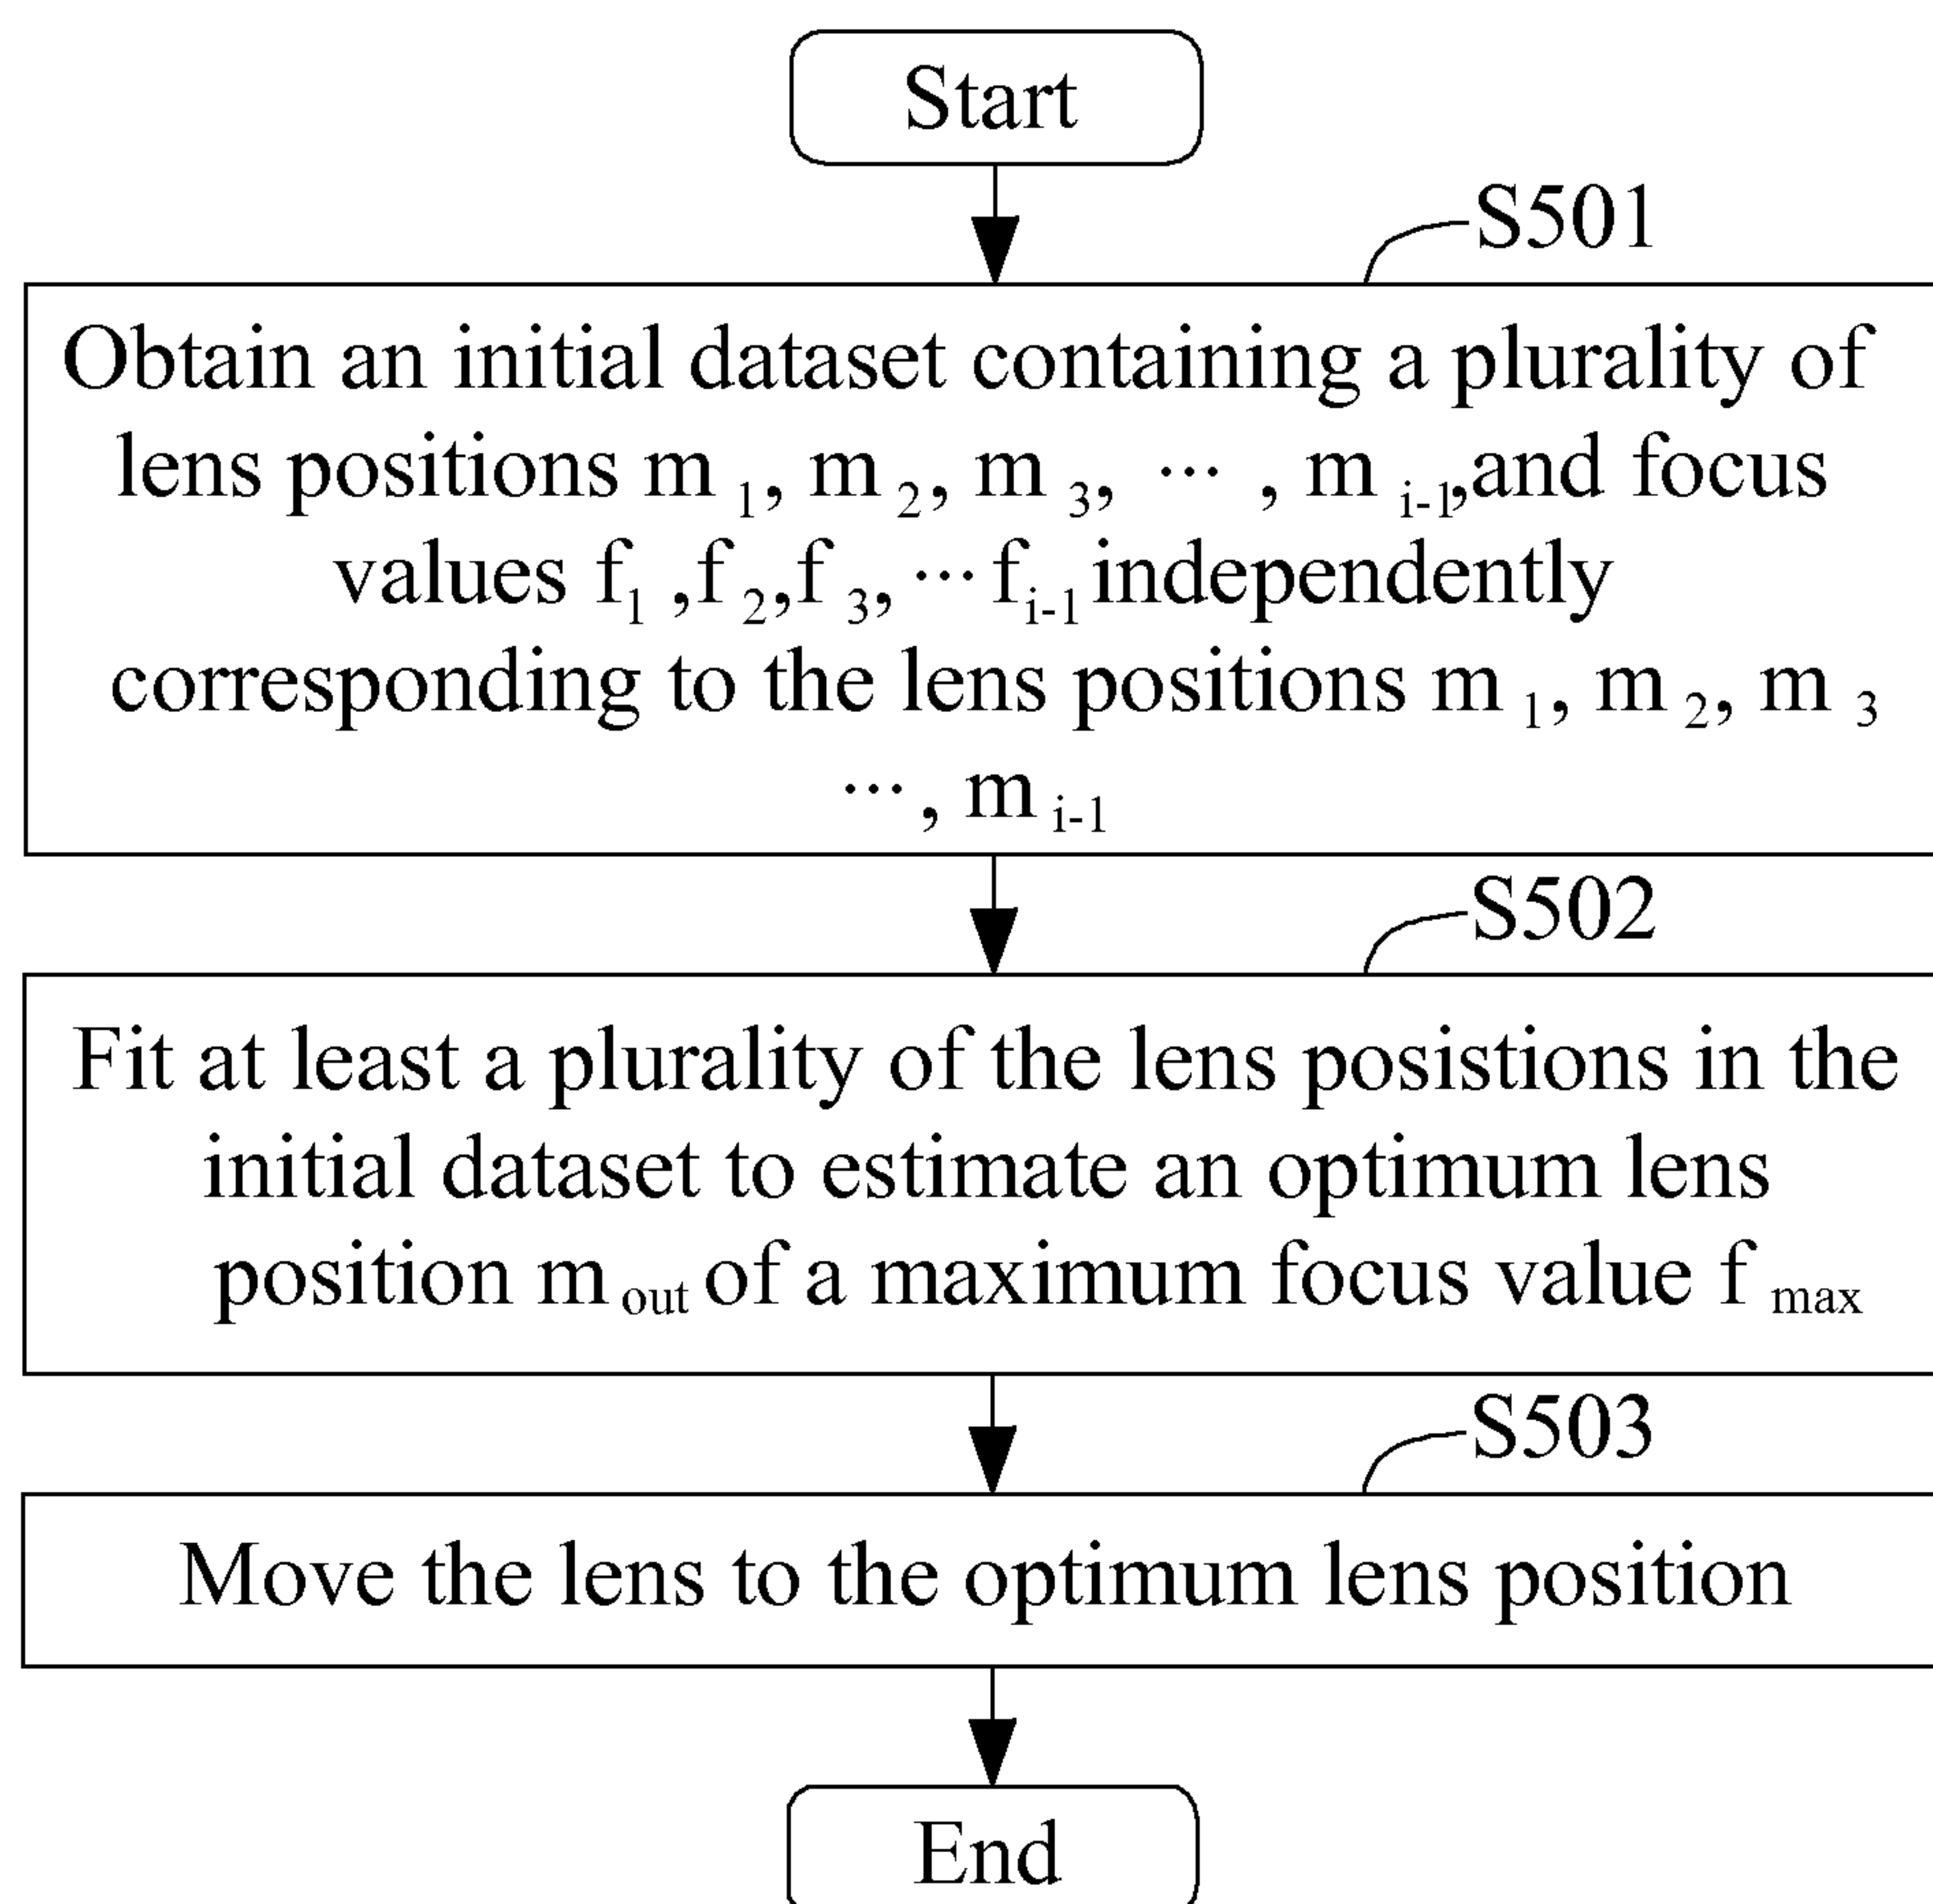 Start
S501
Obtain an initial dataset containing a plurality of
lens positions m 1, m 2, m 3, ··· , m i-1,and focus
values f1 ,f 2,f 3, ··· fi-1 independently
corresponding to the lens positions m 1, m 2, m 3
··· , m i-1
S502
Fit at least a plurality of the lens posistions in the
initial dataset to estimate an optimum lens
position m out of a maximum focus value f max
S503
Move the lens to the optimum lens position
End